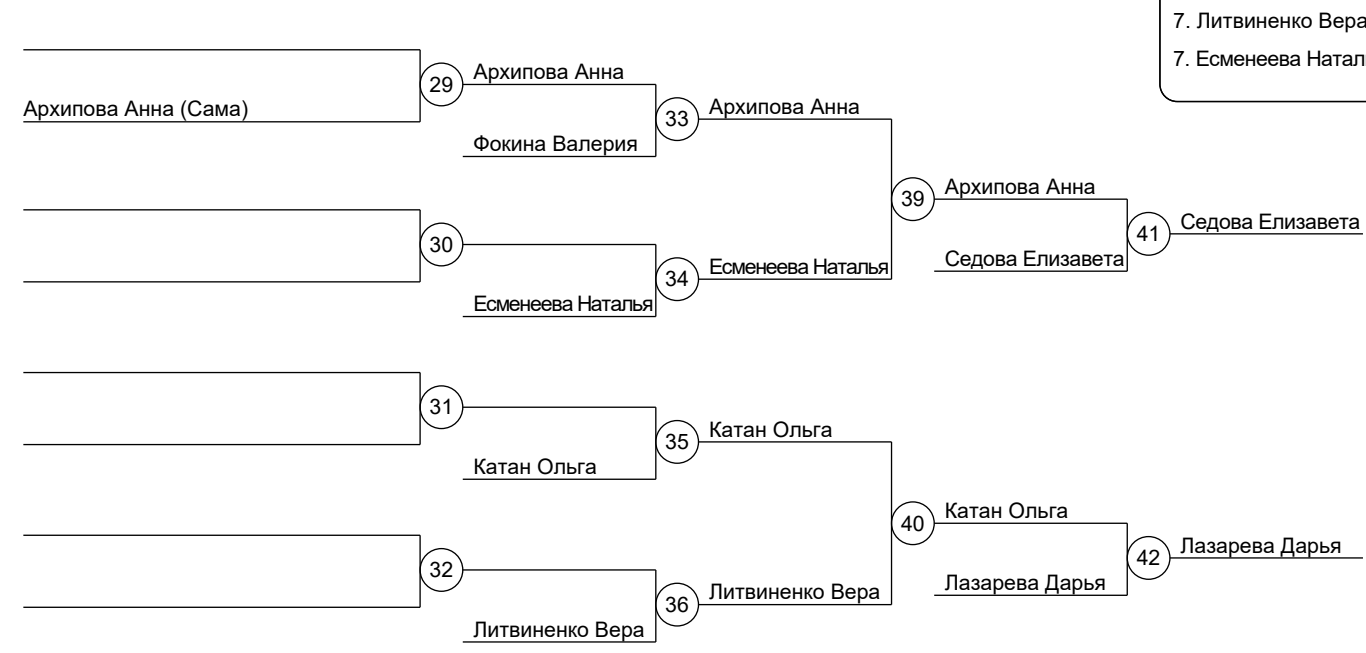 7. Литвиненко Вера
7. Есменеева
29
Архипова Анна
Архипова Анна (Сама)
33
Архипова Анна
Фокина Валерия
39
Архипова Анна
30
41
Седова Елизавета
34
Есменеева Наталья
Седова Елизавета
Есменеева Наталья
31
35
Катан Ольга
Катан Ольга
40
Катан Ольга
32
42
Лазарева Дарья
36
Литвиненко Вера
Лазарева Дарья
Литвиненко Вера